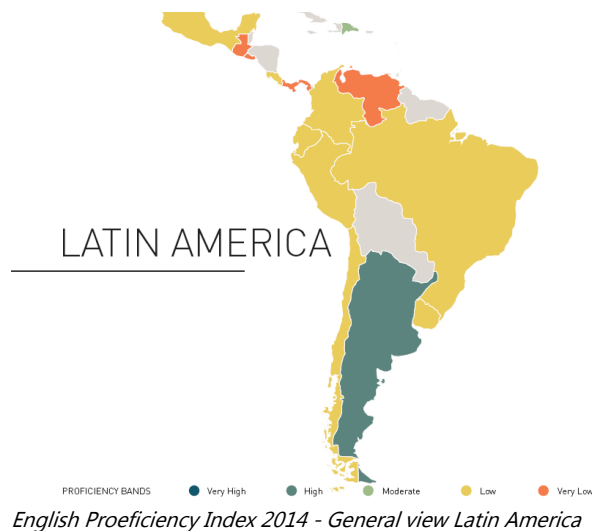 LATIN AMERICA
PROFICIENCY BANDS Very High High Moderate Low Very Low
English Proeficiency Index 2014 - General view Latin America